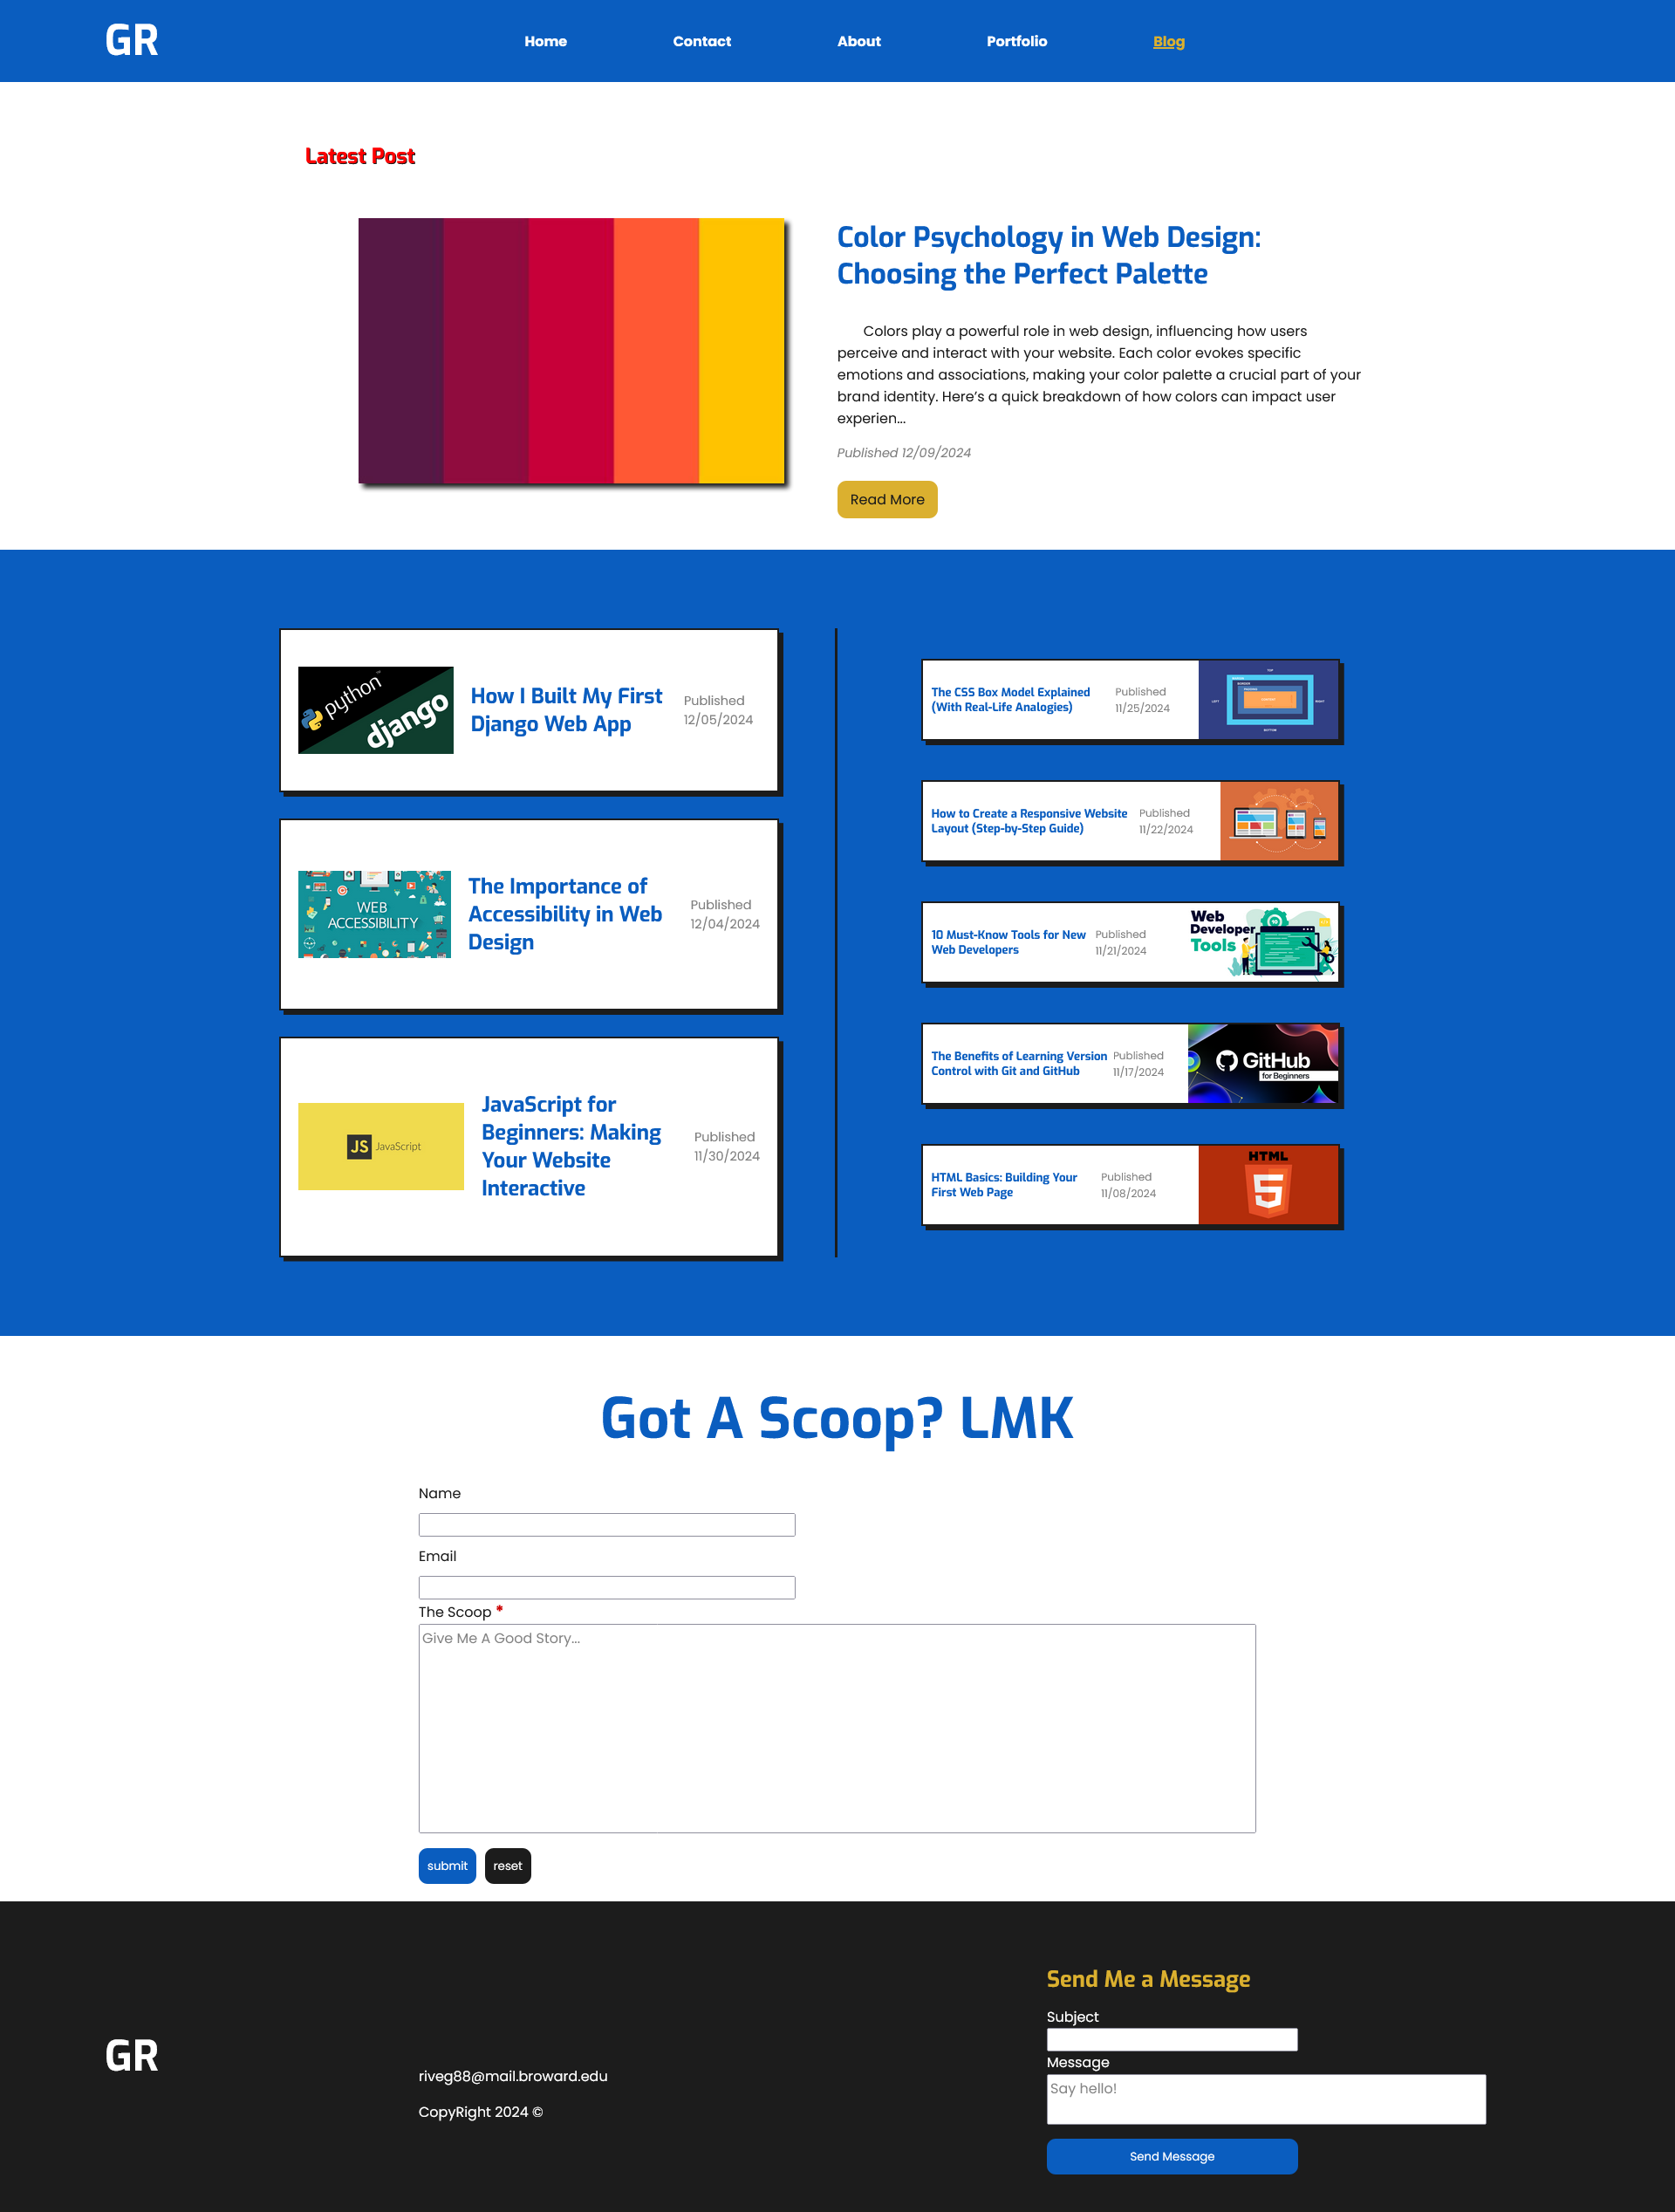 GR
Home
Contact
About
Portfolio
Blog
Latest Post
Color Psychology in Web Design:
Choosing the Perfect Palette
Colors play a powerful role in web design, influencing how users
perceive and interact with your website. Each color evokes specific
emotions and associations, making your color palette a crucial part of your
brand identity. Here’s a quick breakdown of how colors can impact user
experien...
Published 12/09/2024
Read More
python
django
How I Built My First
Django Web App
Published
12/05/2024
WEB
ACCESSIBILITY
The Importance of
Accessibility in Web
Design
Published
12/04/2024
JS JavaScript
JavaScript for
Beginners: Making
Your Website
Interactive
Published
11/30/2024
The CSS Box Model Explained
(With Real-Life Analogies)
Published
11/25/2024
TOP
LEFT
RIGHT
BOTTOM
How to Create a Responsive Website
Layout (Step-by-Step Guide)
Published
11/22/2024
10 Must-Know Tools for New
Web Developers
Published
11/21/2024
Web
Developer
Tools
The Benefits of Learning Version
Control with Git and GitHub
Published
11/17/2024
GitHub
for Beginners
HTML Basics: Building Your
First Web Page
Published
11/08/2024
HTML
5
Got A Scoop? LMK
Name
Email
The Scoop *
Give Me A Good Story...
submit
reset
GR
riveg88@mail.broward.edu
CopyRight 2024 ©
Send Me a Message
Subject
Message
Say hello!
Send Message